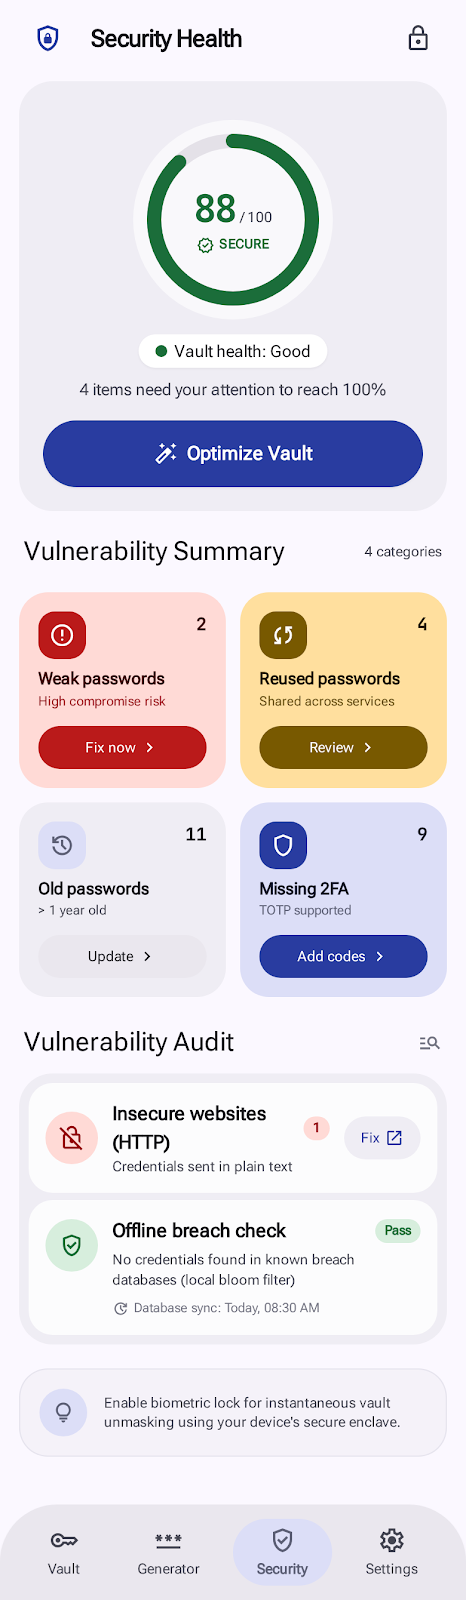 Security Health
88 / 100
SECURE
Vault health: Good
4 items need your attention to reach 100%
Optimize Vault
Vulnerability Summary
4 categories
2
Weak passwords
High compromise risk
Fix now
4
Reused passwords
Shared across services
Review
11
Old passwords
> 1 year old
Update
9
Missing 2FA
TOTP supported
Add codes
Vulnerability Audit
Insecure websites
(HTTP)
Credentials sent in plain text
1
Fix
Offline breach check
Pass
No credentials found in known breach
databases (local bloom filter)
Database sync: Today, 08:30 AM
Enable biometric lock for instantaneous vault
unmasking using your device's secure enclave.
Vault
Generator
Security
Settings